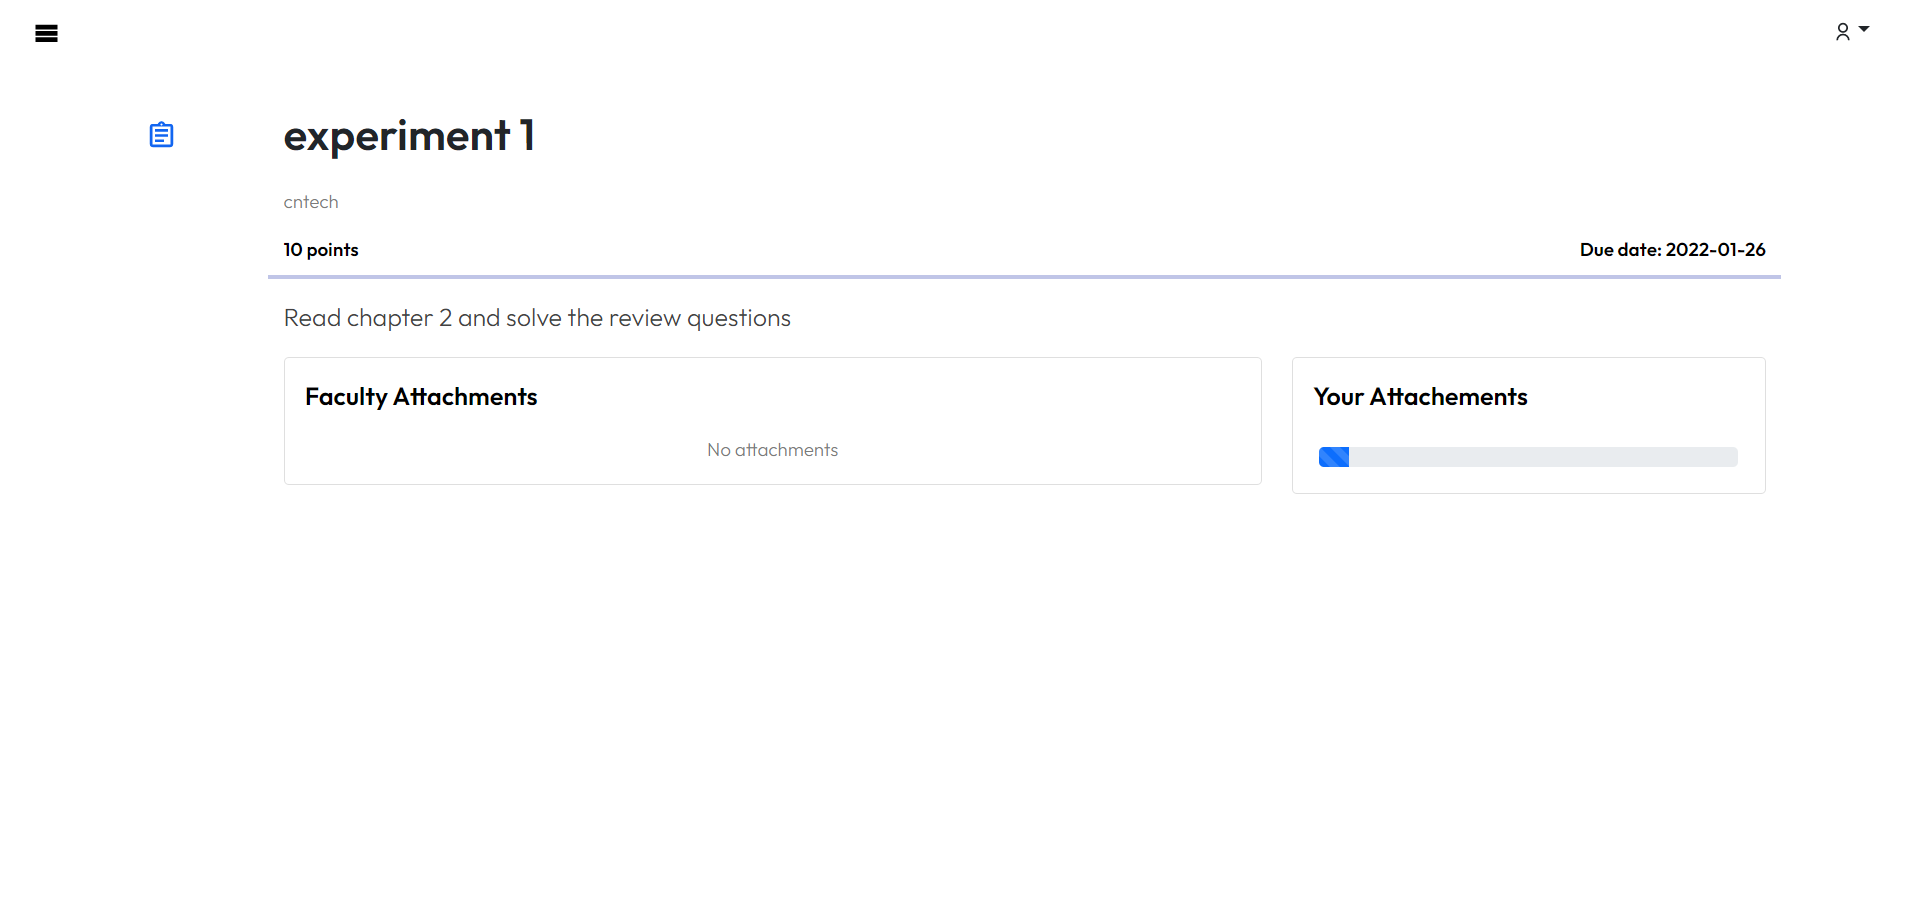 experiment 1
cntech
10 points
Due date: 2022-01-26
Read chapter 2 and solve the review questions
Faculty Attachments
No attachments
Your Attachements